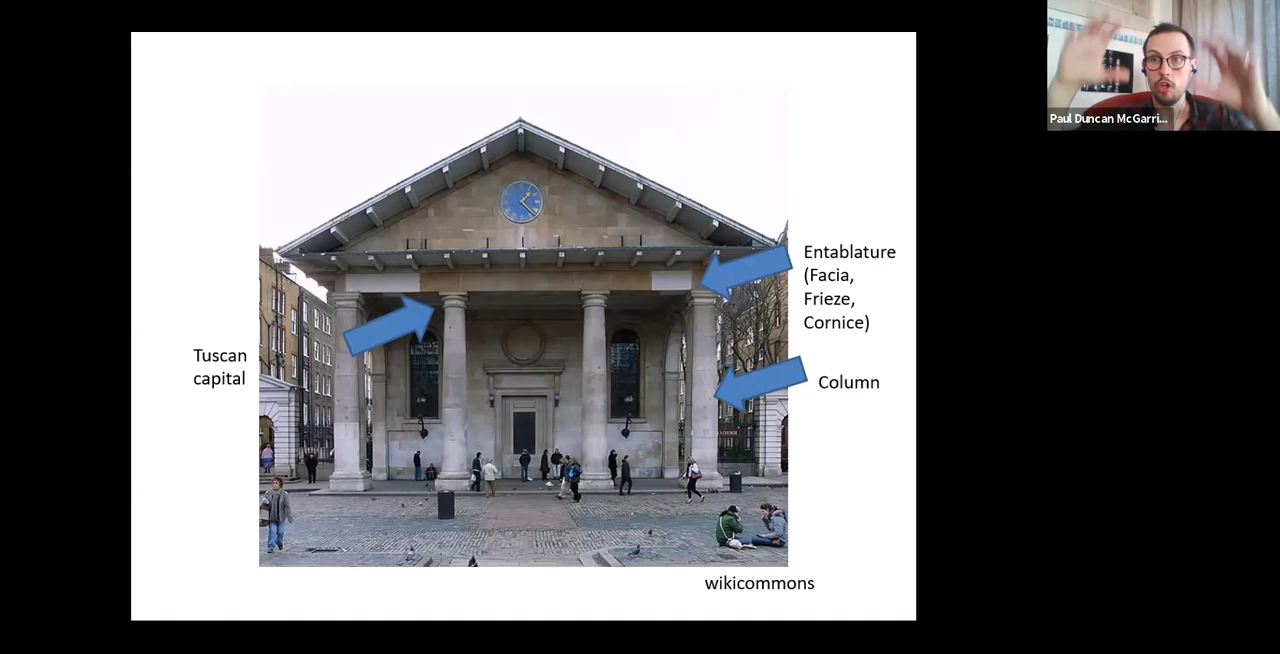 Paul Duncan McGarri...
Entablature
(Facia,
Frieze,
Cornice)
Tuscan
capital
Column
wikicommons